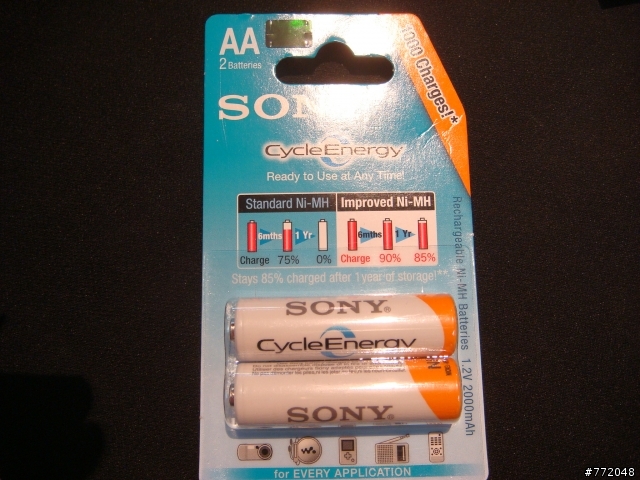 AA
2 Batteries
1000 Charges!*
SONY
CycleEnergy
Ready to Use at Any Time!
Standard Ni-MH
Improved Ni-MH
6mths 1 Yr
6mths 1 Yr
Charge 75% 0%
Charge 90% 85%
Stays 85% charged after 1 year of storage!**
Rechargeable Ni-MH Batteries 1.2V 2000mAh
SONY®
CycleEnergy
SONY
for EVERY APPLICATION
#772048